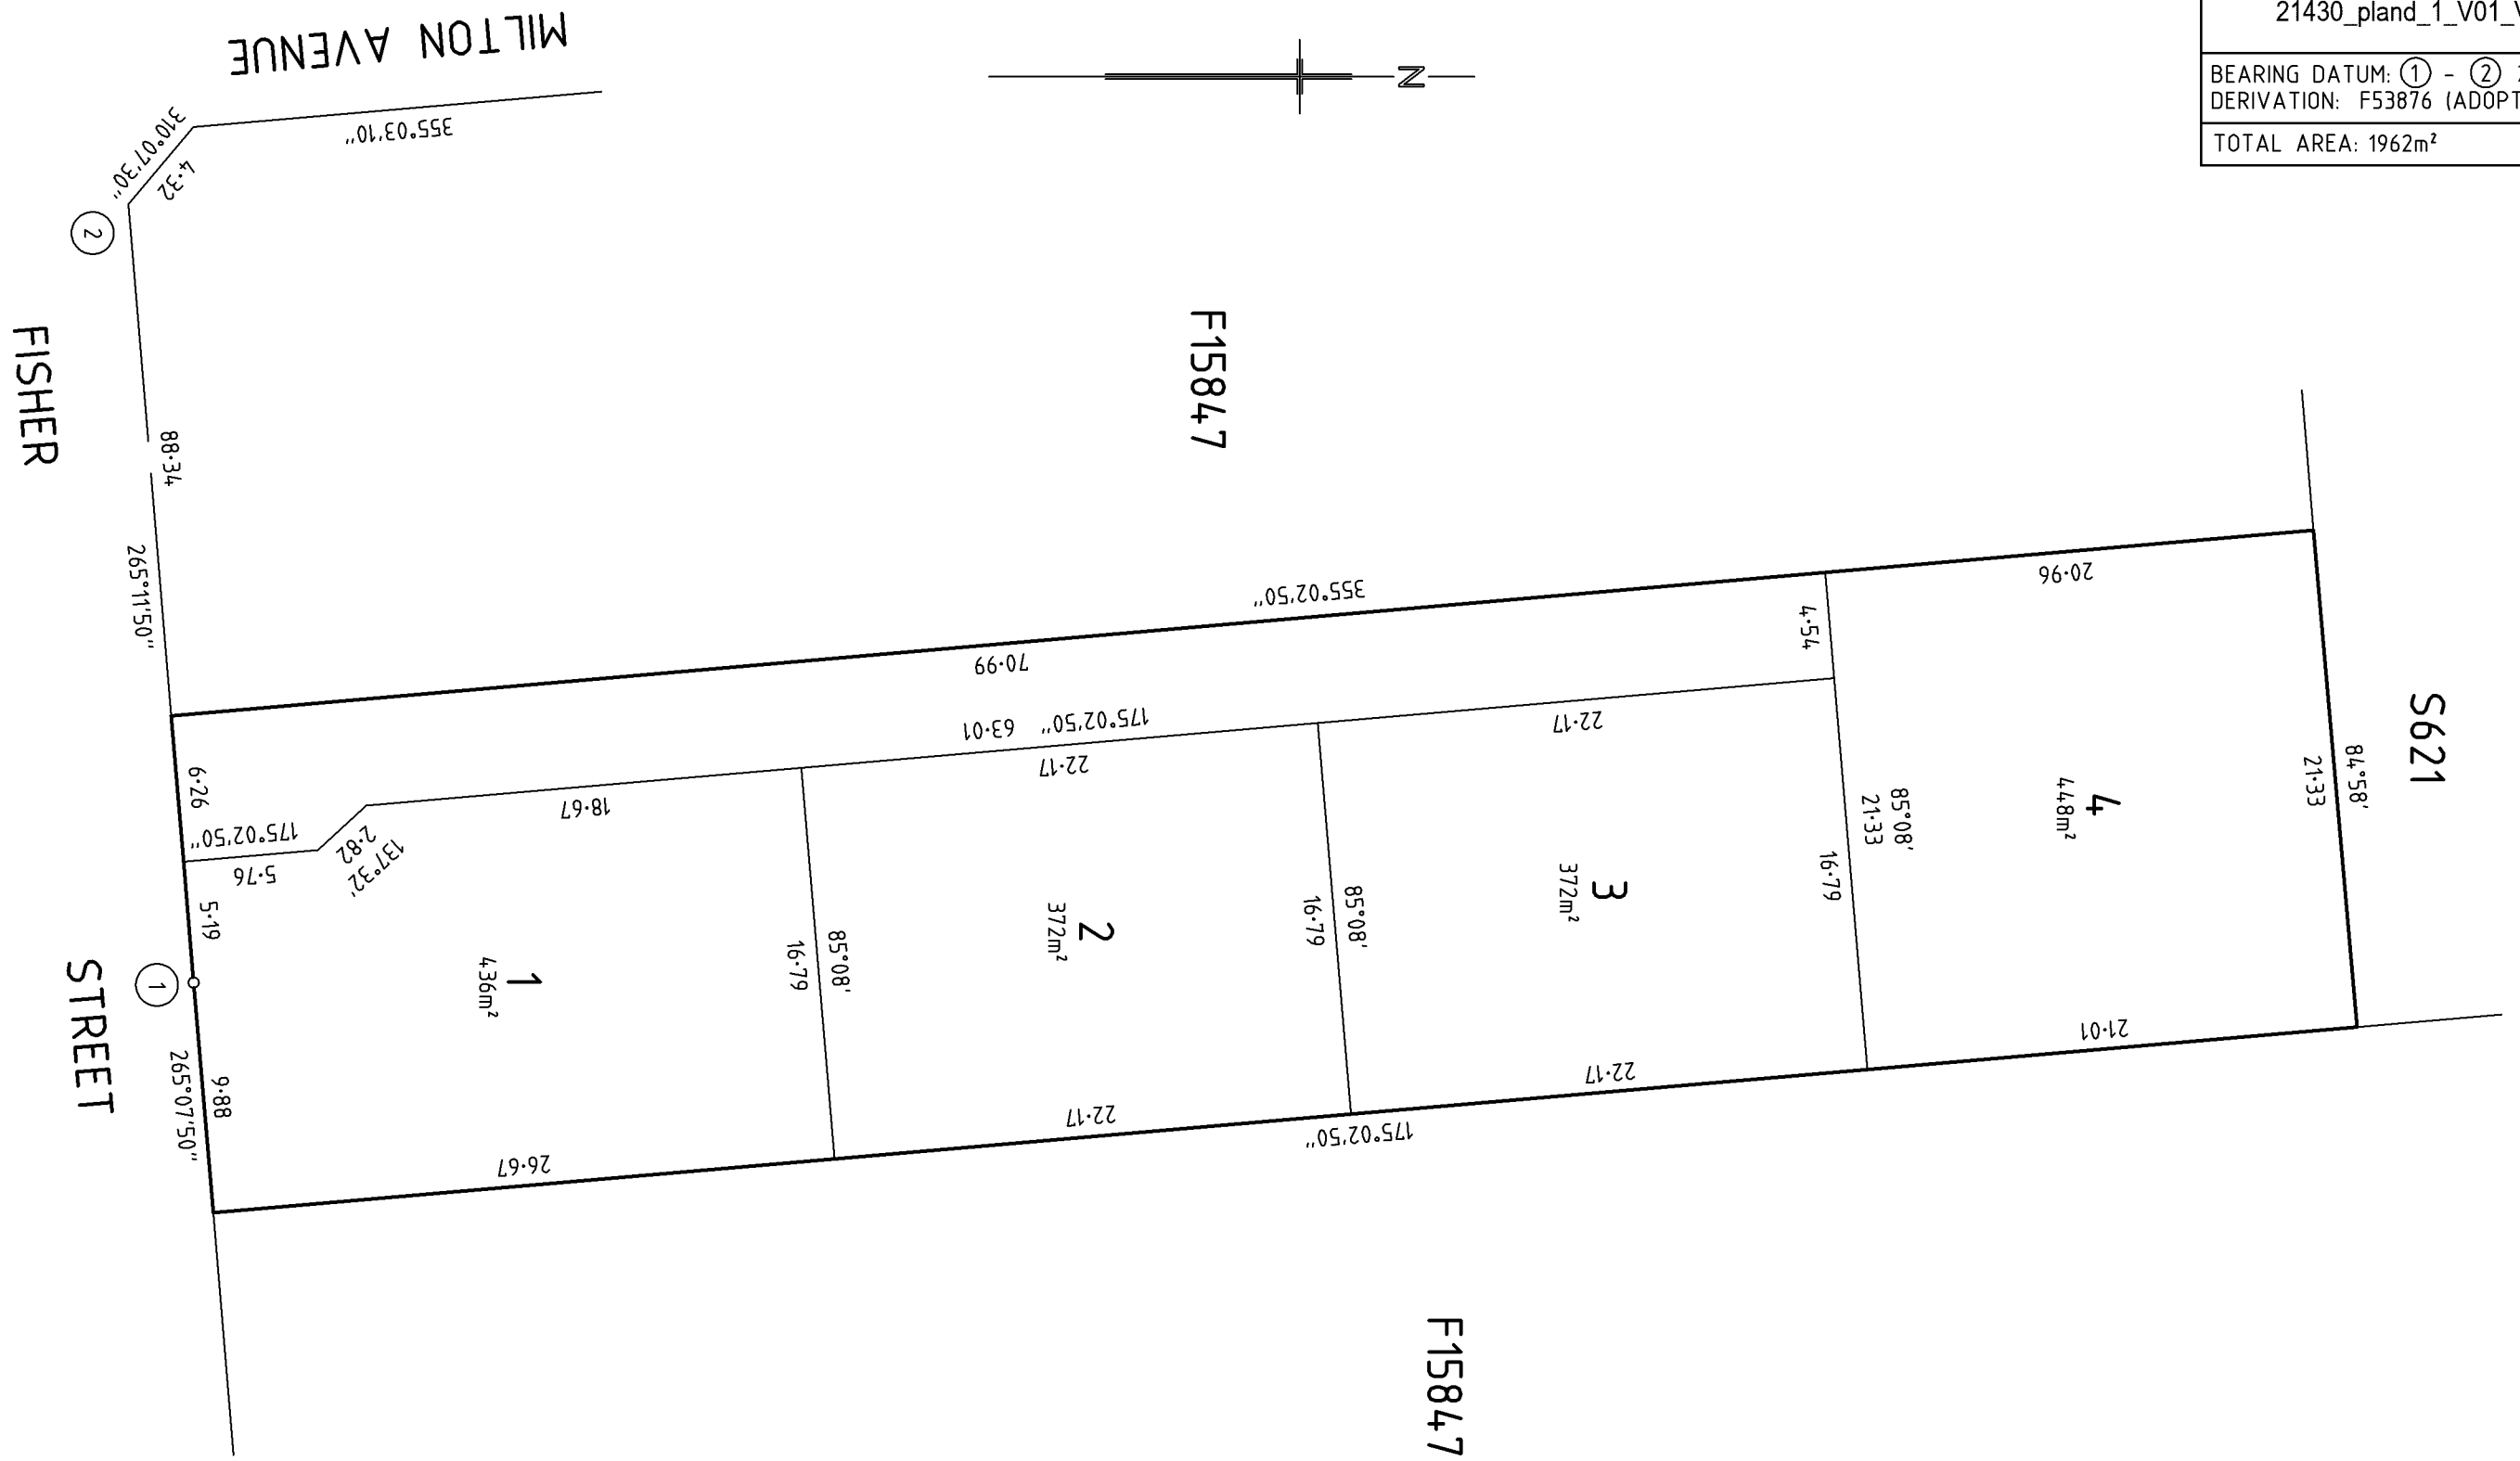 21430_pland_1_V01_
BEARING DATUM: 1 - 2
DERIVATION: F53876 (ADOPT
TOTAL AREA: 1962m²
MILTON AVENUE
N
355°03'10"
310°07'30"
4·32
2
88·34
FISHER
265°11'50"
F15847
355°02'50"
70·99
20·96
4·54
S621
84°58'
21·33
175°02'50" 63·01
22·17
22·17
18·67
6·26
175°02'50"
5·76
2·82
137°32'
5·19
85°08'
21·33
16·79
4
448m²
3
372m²
85°08'
16·79
2
372m²
85°08'
16·79
1
436m²
STREET
1
9·88
265°07'50"
26·67
22·17
22·17
21·01
175°02'50"
F15847